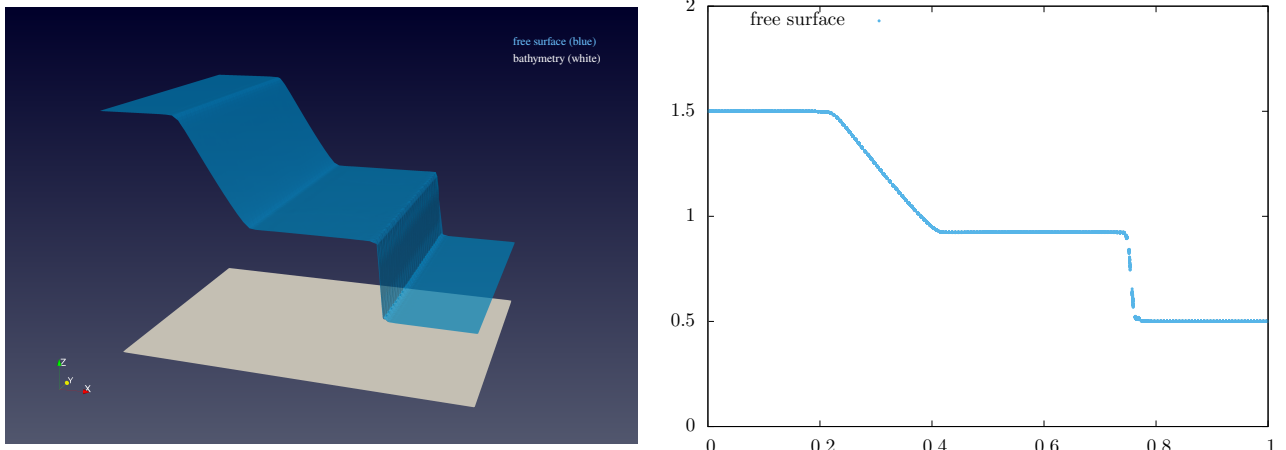 free surface (blue)
bathymetry (white)
Z
Y
X
free surface
2
1.5
1
0.5
0
0 0.2 0.4 0.6 0.8 1